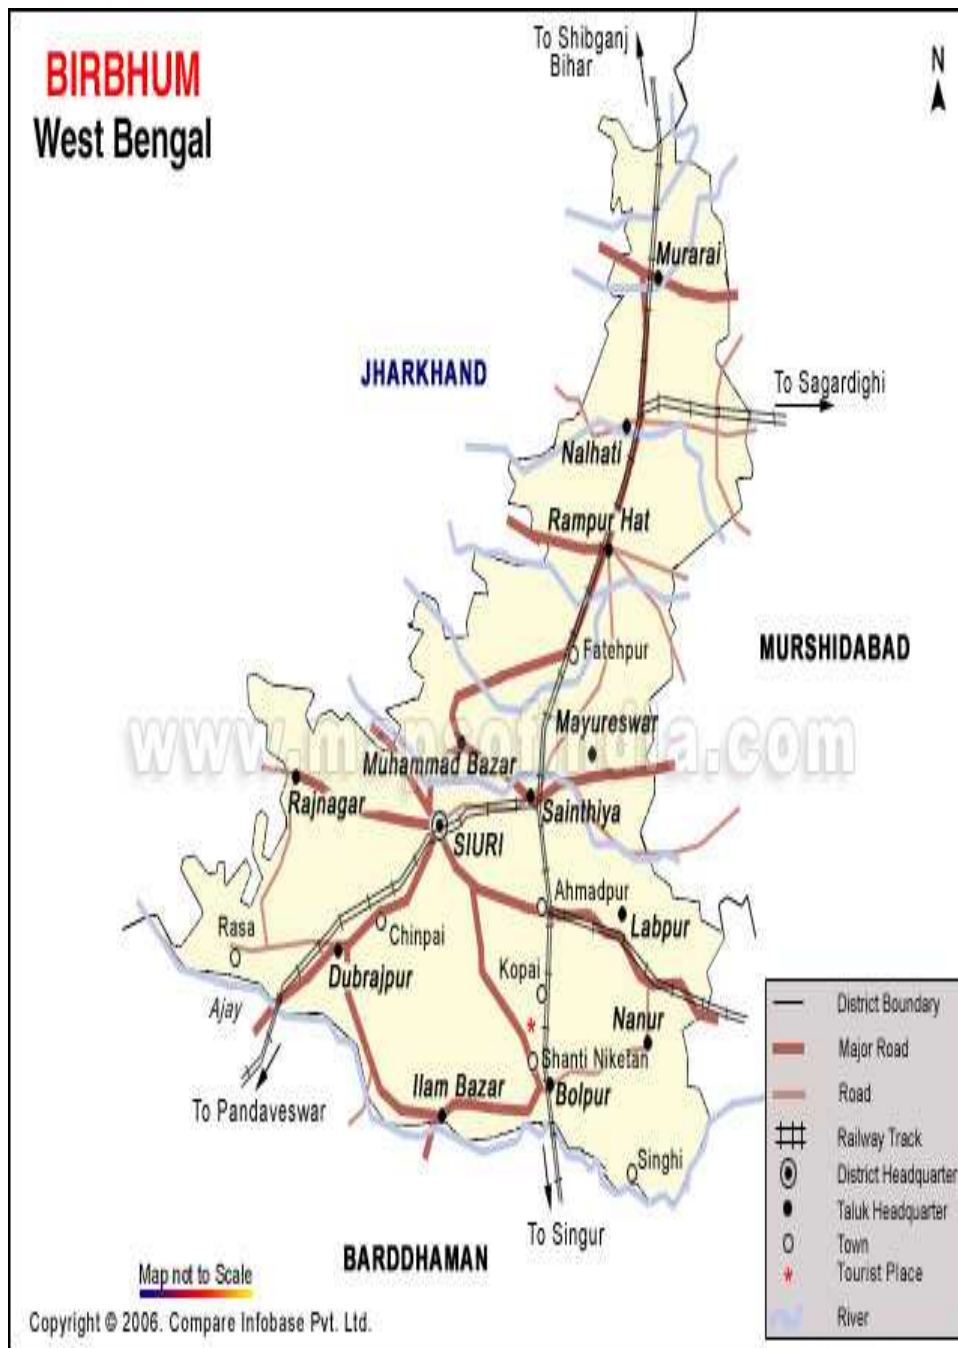 BIRBHUM
West Bengal
To Shibganj
Bihar
N
Murarai
JHARKHAND
To Sagardighi
Nalhati
Rampur Hat
Fatehpur
MURSHIDABAD
Mayureswar
www.mapsofindia.com
Muhammad Bazar
Rajnagar
Sainthiya
SIURI
Ahmadpur
Labpur
Rasa
Chinpai
Dubrajpur
Kopai
Ajay
Nanur
Shanti Niketan
Ilam Bazar
Bolpur
To Pandaveswar
Singhi
To Singur
BARDDHAMAN
District Boundary
Major Road
Road
Railway Track
District Headquarter
Taluk Headquarter
Town
Tourist Place
River
Map not to Scale
Copyright © 2006. Compare Infobase Pvt. Ltd.